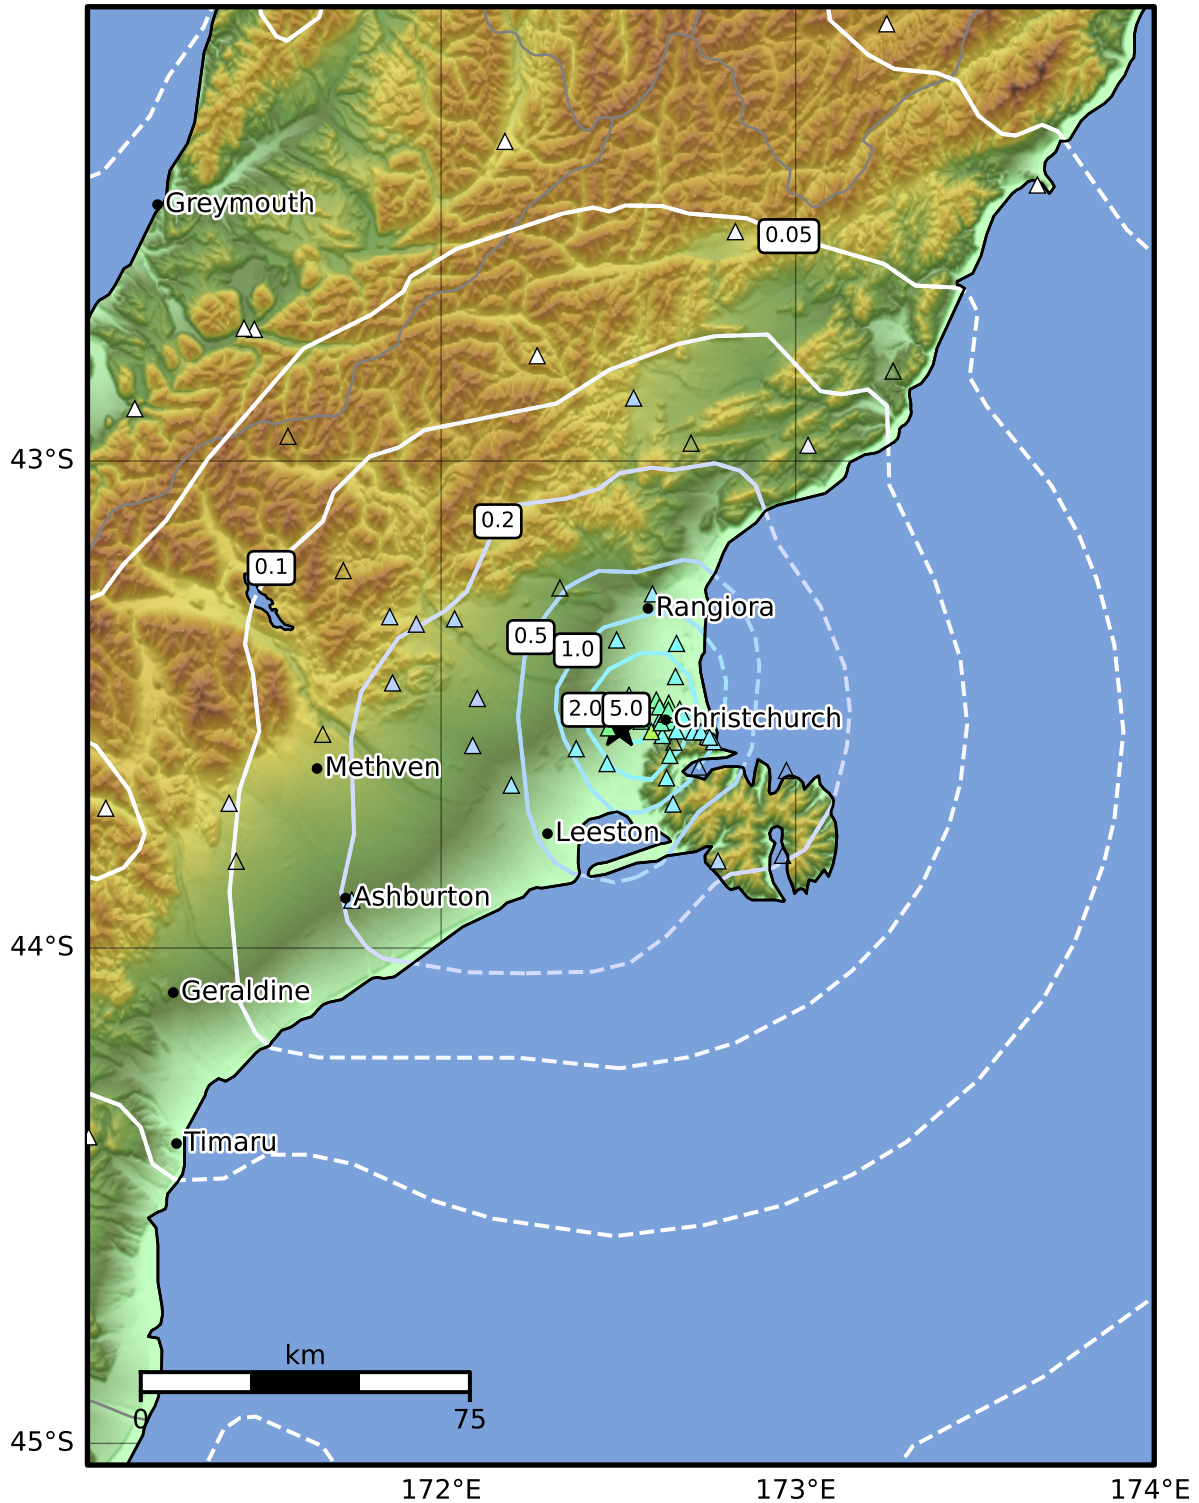 Greymouth
0.05
43°S
0.2
0.1
Rangiora
0.5
1.0
2.0
5.0
Christchurch
Methven
Leeston
Ashburton
44°S
Geraldine
Timaru
km
0
75
45°S
172°E
173°E
174°E